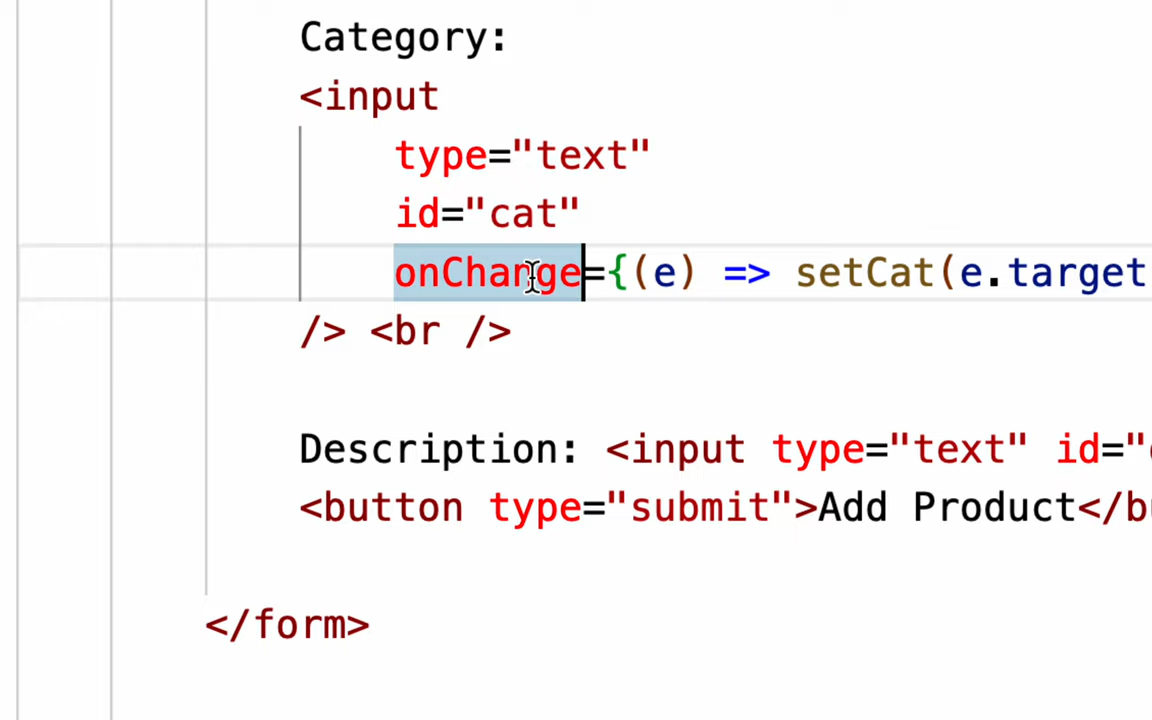 Category:
<input
type="text"
id="cat"
onChange={(e) => setCat(e.target
/> <br />
Description: <input type="text" id="
<button type="submit">Add Product</bu
</form>